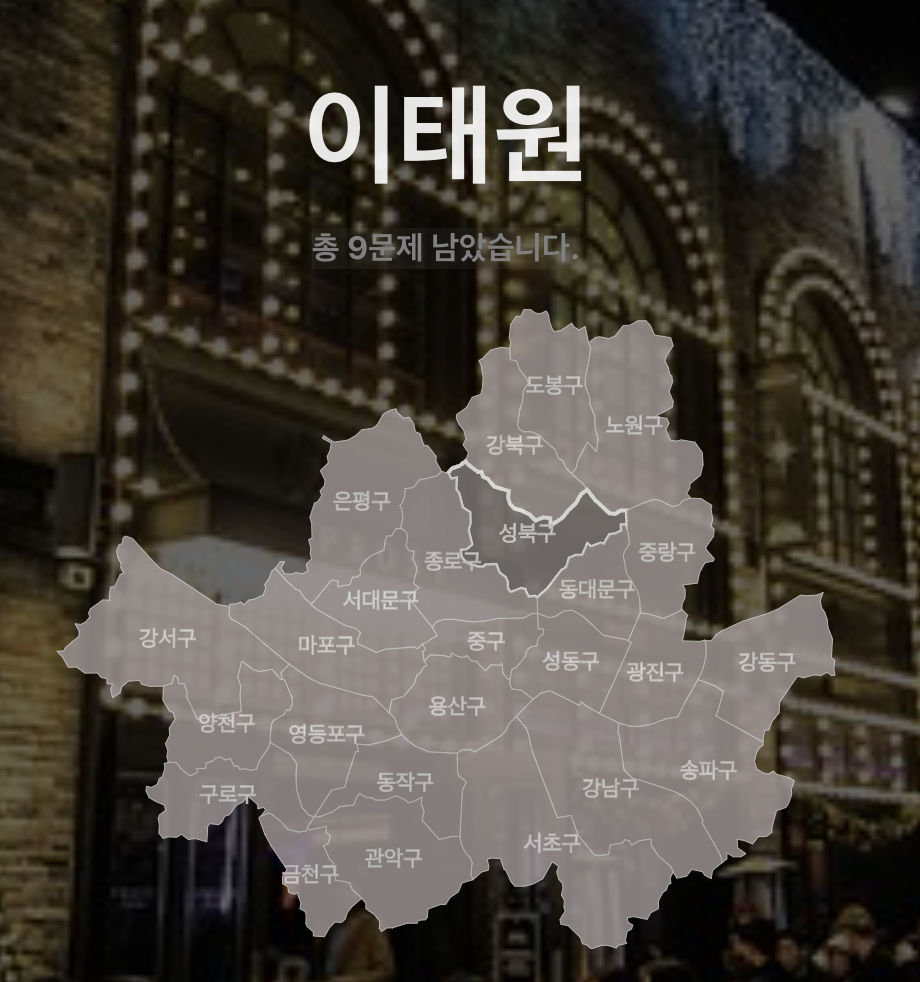 이태원
총 9문제 남았습니다.
도봉구
노원구
강북구
은평구
성북구
중랑구
종로구
동대문구
서대문구
강서구
마포구
중구
성동구
광진구
강동구
용산구
양천구
영등포구
송파구
동작구
강남구
구로구
서초구
관악구
금천구